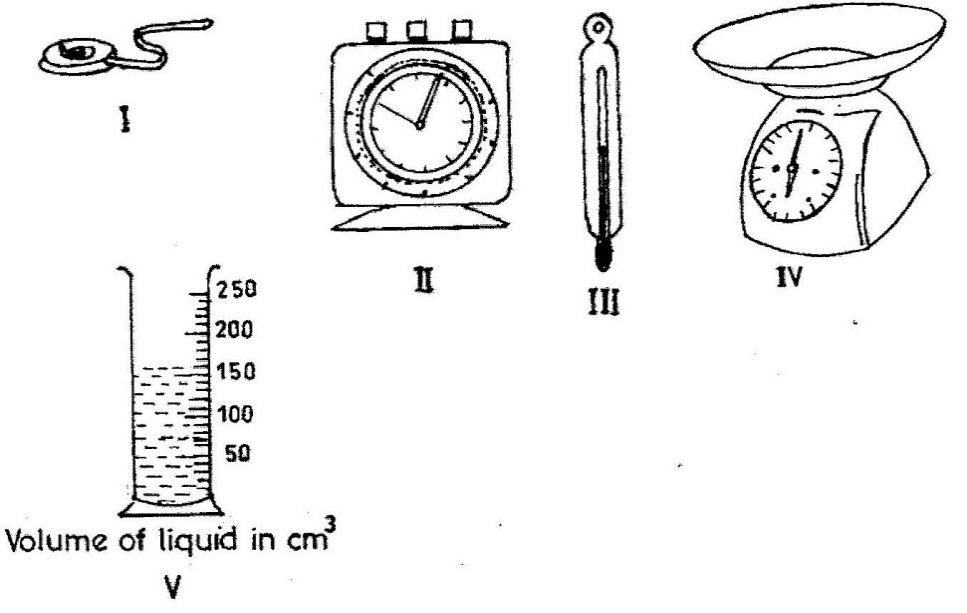 I
II
III
IV
250
200
150
100
50
Volume of liquid in cm³
V